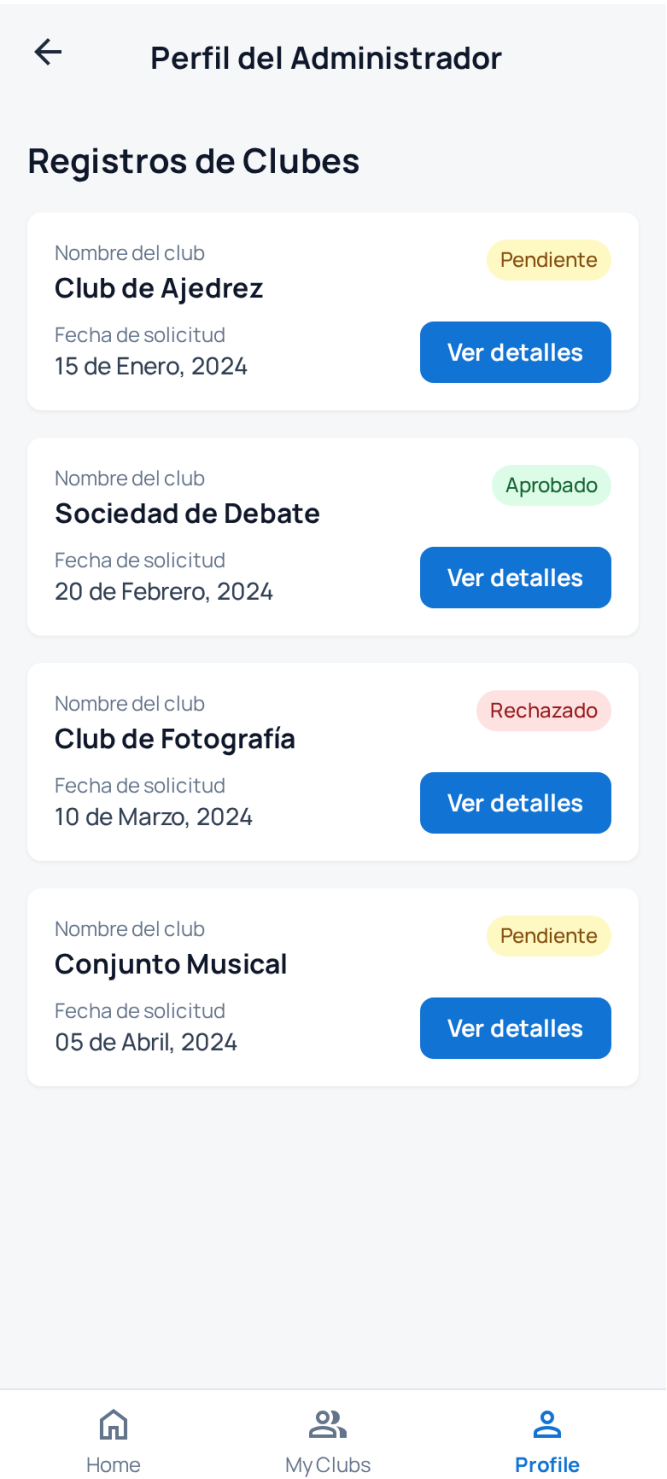 Perfil del Administrador
Registros de Clubes
Nombre del club
Pendiente
Club de Ajedrez
Fecha de solicitud
15 de Enero, 2024
Ver detalles
Nombre del club
Aprobado
Sociedad de Debate
Fecha de solicitud
20 de Febrero, 2024
Ver detalles
Nombre del club
Rechazado
Club de Fotografía
Fecha de solicitud
10 de Marzo, 2024
Ver detalles
Nombre del club
Pendiente
Conjunto Musical
Fecha de solicitud
05 de Abril, 2024
Ver detalles
Home
My Clubs
Profile